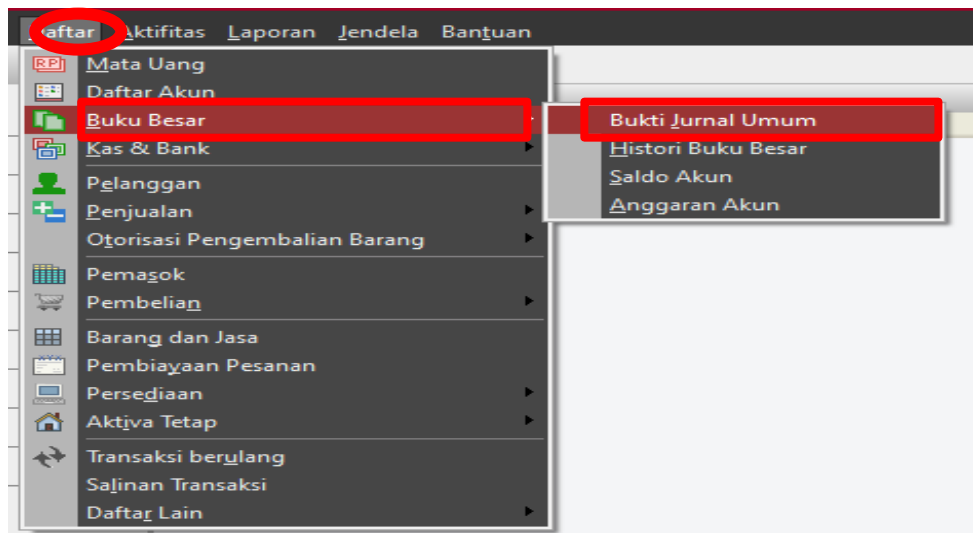 Daftar Aktifitas Laporan Jendela Bantuan
RP
Mata Uang
Daftar Akun
Buku Besar
Kas & Bank
Pelanggan
Penjualan
Otorisasi Pengembalian Barang
Pemasok
Pembelian
Barang dan Jasa
Pembiayaan Pesanan
Persediaan
Aktiva Tetap
Transaksi berulang
Salinan Transaksi
Daftar Lain
Bukti Jurnal Umum
Histori Buku Besar
Saldo Akun
Anggaran Akun